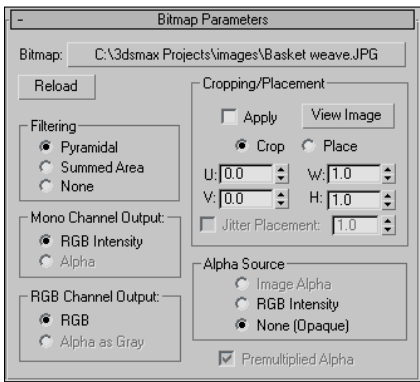 - Bitmap Parameters
Bitmap: C:\3dsmax Projects\images\Basket weave.JPG
Reload
Filtering
Pyramidal
Summed Area
None
Mono Channel Output:
RGB Intensity
Alpha
RGB Channel Output:
RGB
Alpha as Gray
Cropping/Placement
Apply View Image
Crop Place
U: 0.0 W: 1.0
V: 0.0 H: 1.0
Jitter Placement: 1.0
Alpha Source
Image Alpha
RGB Intensity
None (Opaque)
Premultiplied Alpha